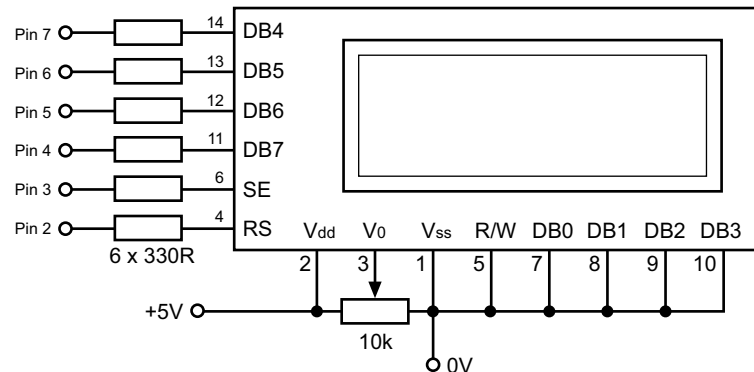 Pin 7 14 DB4
Pin 6 13 DB5
Pin 5 12 DB6
Pin 4 11 DB7
Pin 3 6 SE
Pin 2 4 RS
6 x 330R
Vdd V0 Vss R/W DB0 DB1 DB2 DB3
2 3 1 5 7 8 9 10
+5V
10k
0V